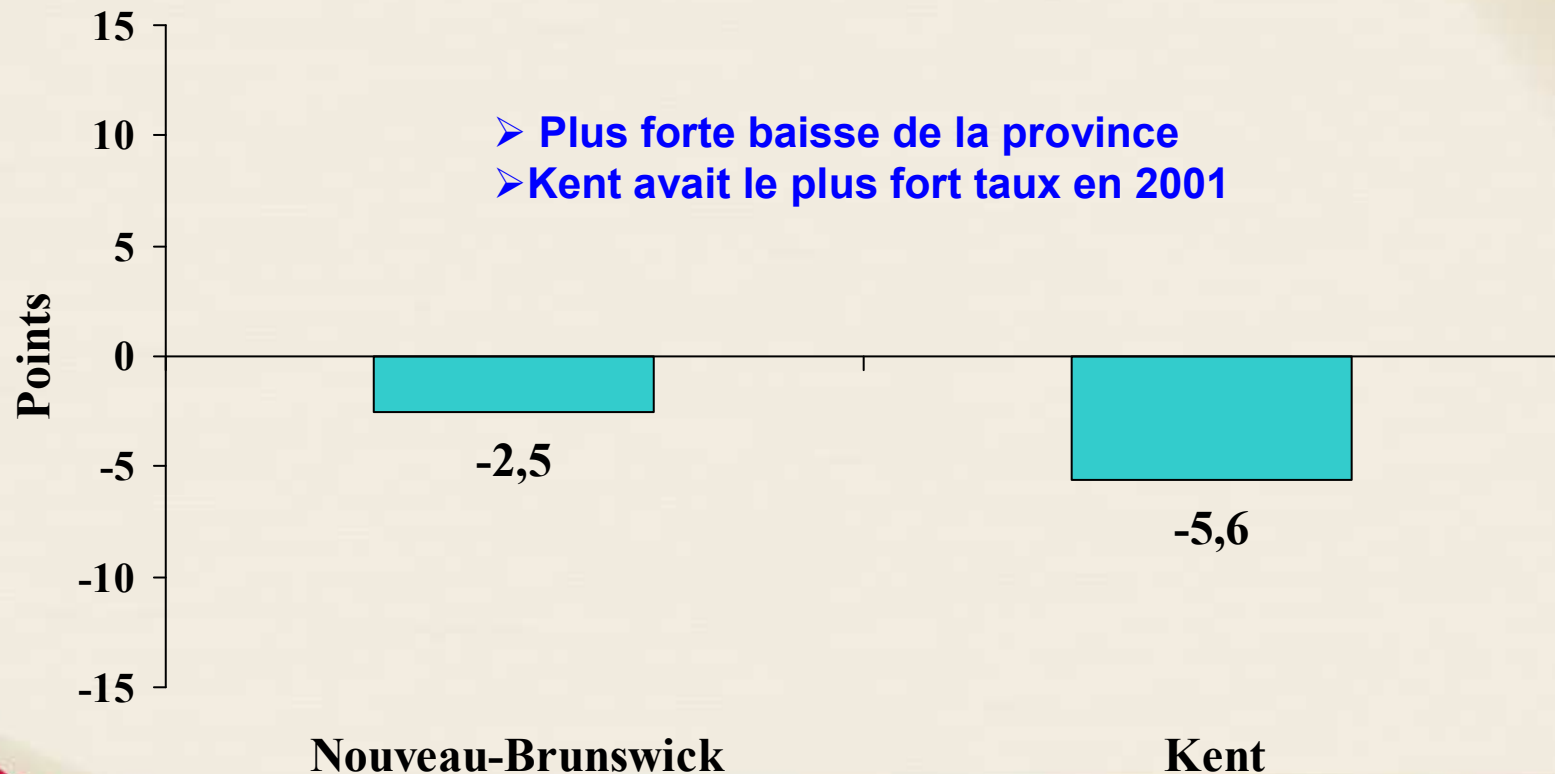 15
➢ Plus forte baisse de la province
10
➢Kent avait le plus fort taux en 2001
5
Points
0
-2,5
-5
-5,6
-10
-15
Nouveau-Brunswick
Kent